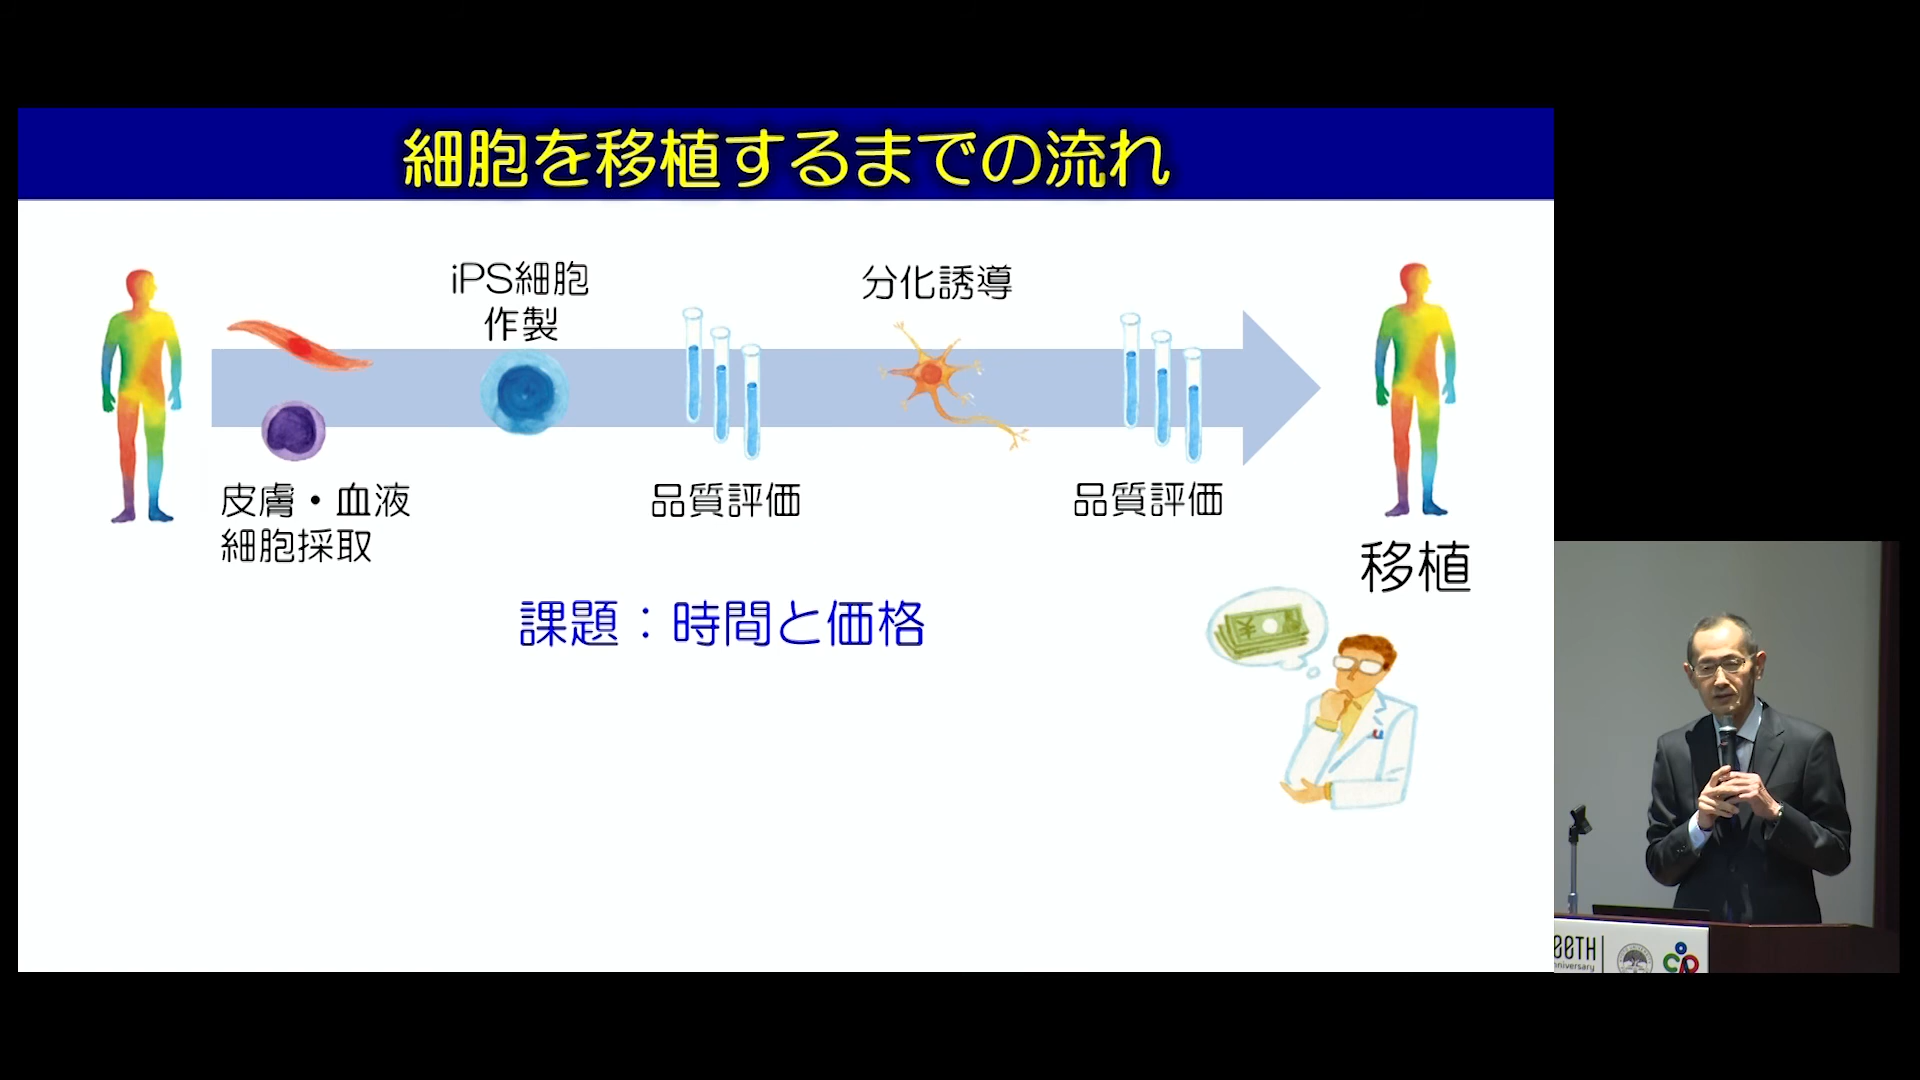 細胞を移植するまでの流れ
iPS細胞
作製
分化誘導
皮膚・血液
細胞採取
品質評価
品質評価
移植
課題：時間と価格